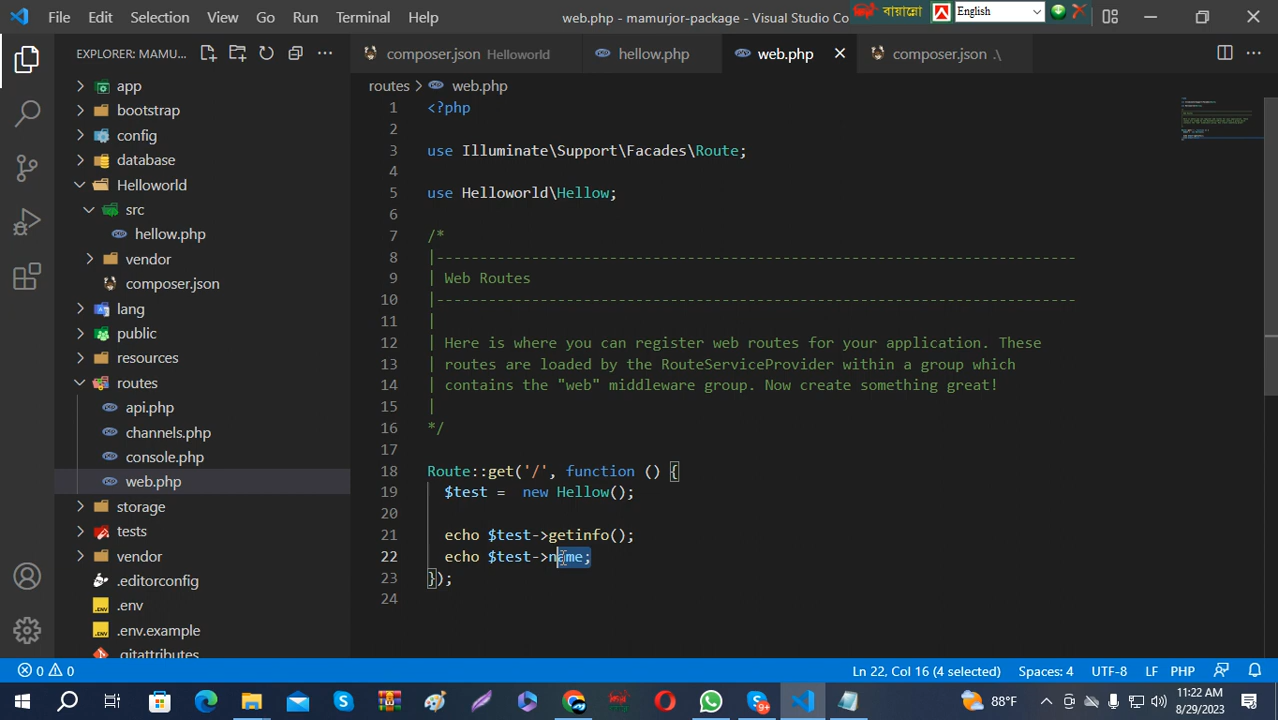 File Edit Selection View Go Run Terminal Help
web.php - mamurjor-package - Visual Studio Co
বায়ান্নো
English
EXPLORER: MAMU...
composer.json Helloworld
hellow.php
web.php
composer.json .\
routes > web.php
app
bootstrap
config
database
Helloworld
src
hellow.php
vendor
composer.json
lang
public
resources
routes
api.php
channels.php
console.php
web.php
storage
tests
vendor
.editorconfig
.env
.env.example
.gitattributes
1 <?php
2
3 use Illuminate\Support\Facades\Route;
4
5 use Helloworld\Hellow;
6
7 /*
8 |--------------------------------------------------------------------------
9 | Web Routes
10 |--------------------------------------------------------------------------
11 |
12 | Here is where you can register web routes for your application. These
13 | routes are loaded by the RouteServiceProvider within a group which
14 | contains the "web" middleware group. Now create something great!
15 |
16 */
17
18 Route::get('/', function () {
19 $test = new Hellow();
20
21 echo $test->getinfo();
22 echo $test->name;
23 });
24
0 0
Ln 22, Col 16 (4 selected)
Spaces: 4
UTF-8
LF
PHP
9+
88°F
11:22 AM
8/29/2023